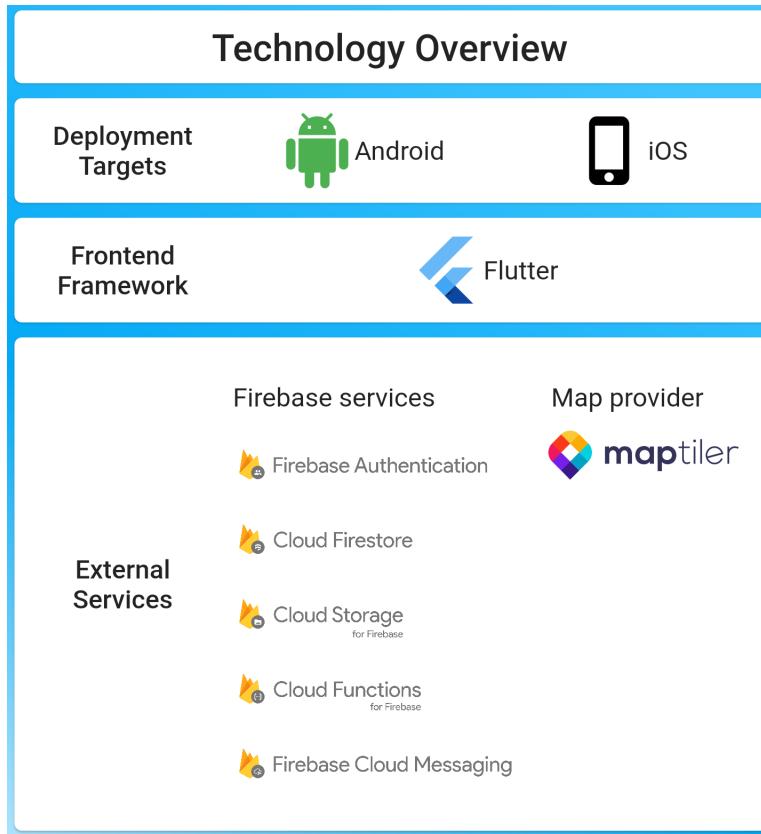 Technology Overview
Deployment
Targets
Android
iOS
Frontend
Framework
Flutter
External
Services
Firebase services
Firebase Authentication
Cloud Firestore
Cloud Storage
for Firebase
Cloud Functions
for Firebase
Firebase Cloud Messaging
Map provider
maptiler